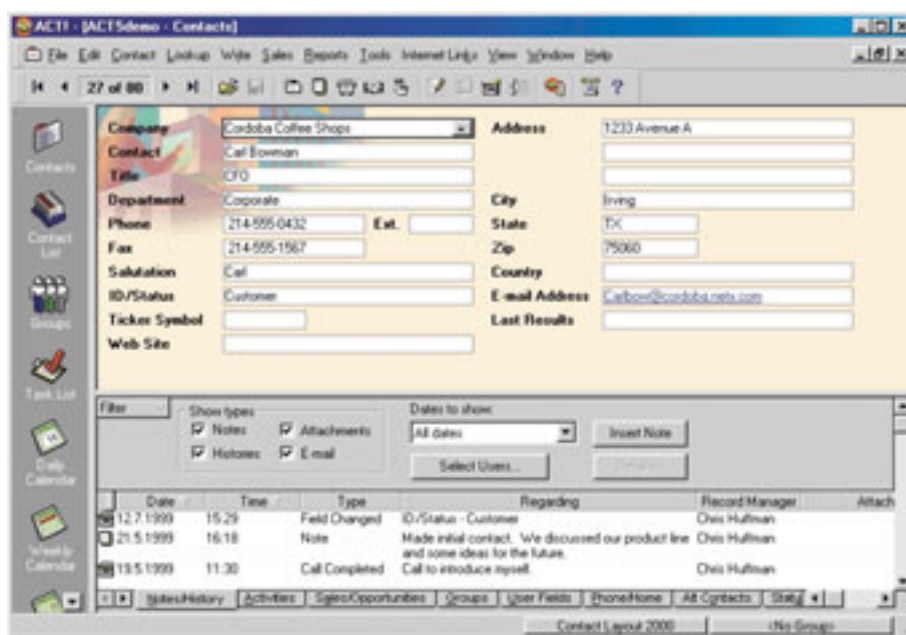 ACT! - [ACT5demo - Contacts]
File Edit Contact Lookup Write Sales Reports Tools Internet Links View Window Help
27 of 80
Company Cordoba Coffee Shops Address 1233 Avenue A
Contact Carl Bowman
Title CFO
Department Corporate City Irving
Phone 214-555-0432 Ext. State TX
Fax 214-555-1567 Zip 75060
Salutation Carl Country
ID/Status Customer E-mail Address Carlbow@cordoba.netx.com
Ticker Symbol Last Results
Web Site
Contacts
Contact
List
Groups
Task List
Daily
Calendar
Weekly
Calendar
Filter Show types Dates to show:
Notes Attachments All dates Insert Note
Histories E-mail Select Users... Details...
Date Time Type Regarding Record Manager Attach
12.7.1999 15:29 Field Changed ID/Status - Customer Chris Huffman
21.5.1999 16:18 Note Made initial contact. We discussed our product line Chris Huffman
and some ideas for the future.
19.5.1999 11:30 Call Completed Call to introduce myself. Chris Huffman
Notes/History Activities Sales/Opportunities Groups User Fields Phone/Home Alt Contacts Statu
Contact Layout 2000 <No Group>